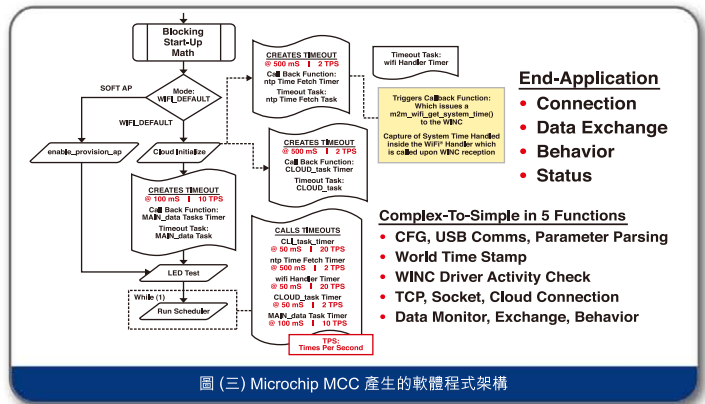 Blocking
Start-Up
Math
SOFT AP
Mode:
WIFI_DEFAULT
WIFI_DEFAULT
enable_provision_ap
Cloud Initialize
CREATES TIMEOUT
@ 100 mS | 10 TPS
Call Back Function:
MAIN_data Tasks Timer
Timeout Task:
MAIN_data Task
LED Test
While (1)
Run Scheduler
CREATES TIMEOUT
@ 500 mS | 2 TPS
Call Back Function:
ntp Time Fetch Timer
Timeout Task:
ntp Time Fetch Task
CREATES TIMEOUT
@ 500 mS | 2 TPS
Call Back Function:
CLOUD_task Timer
Timeout Task:
CLOUD_task
CALLS TIMEOUTS
CLI_task_timer
@ 50 mS | 20 TPS
ntp Time Fetch Timer
@ 500 mS | 2 TPS
wifi Handler Timer
@ 50 mS | 20 TPS
CLOUD_task Timer
@ 50 mS | 2 TPS
MAIN_data Task Timer
@ 100 mS | 10 TPS
TPS:
Times Per Second
Timeout Task:
wifi Handler Timer
Triggers Callback Function:
Which issues a
m2m_wifi_get_system_time()
to the WINC
Capture of System Time Handled
inside the WiFi® Handler which
is called upon WINC reception
End-Application
• Connection
• Data Exchange
• Behavior
• Status
Complex-To-Simple in 5 Functions
• CFG, USB Comms, Parameter Parsing
• World Time Stamp
• WINC Driver Activity Check
• TCP, Socket, Cloud Connection
• Data Monitor, Exchange, Behavior
圖 (三) Microchip MCC 產生的軟體程式架構